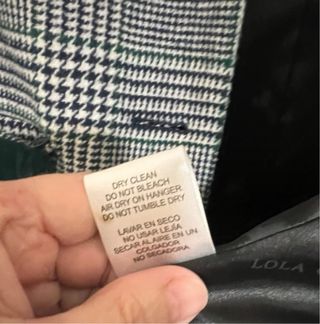 DRY CLEAN
DO NOT BLEACH
AIR DRY ON HANGER
DO NOT TUMBLE DRY
LAVAR EN SECO
NO USAR LEJÍA
SECAR AL AIRE EN UN
COLGADOR
NO SECADORA
LOLA